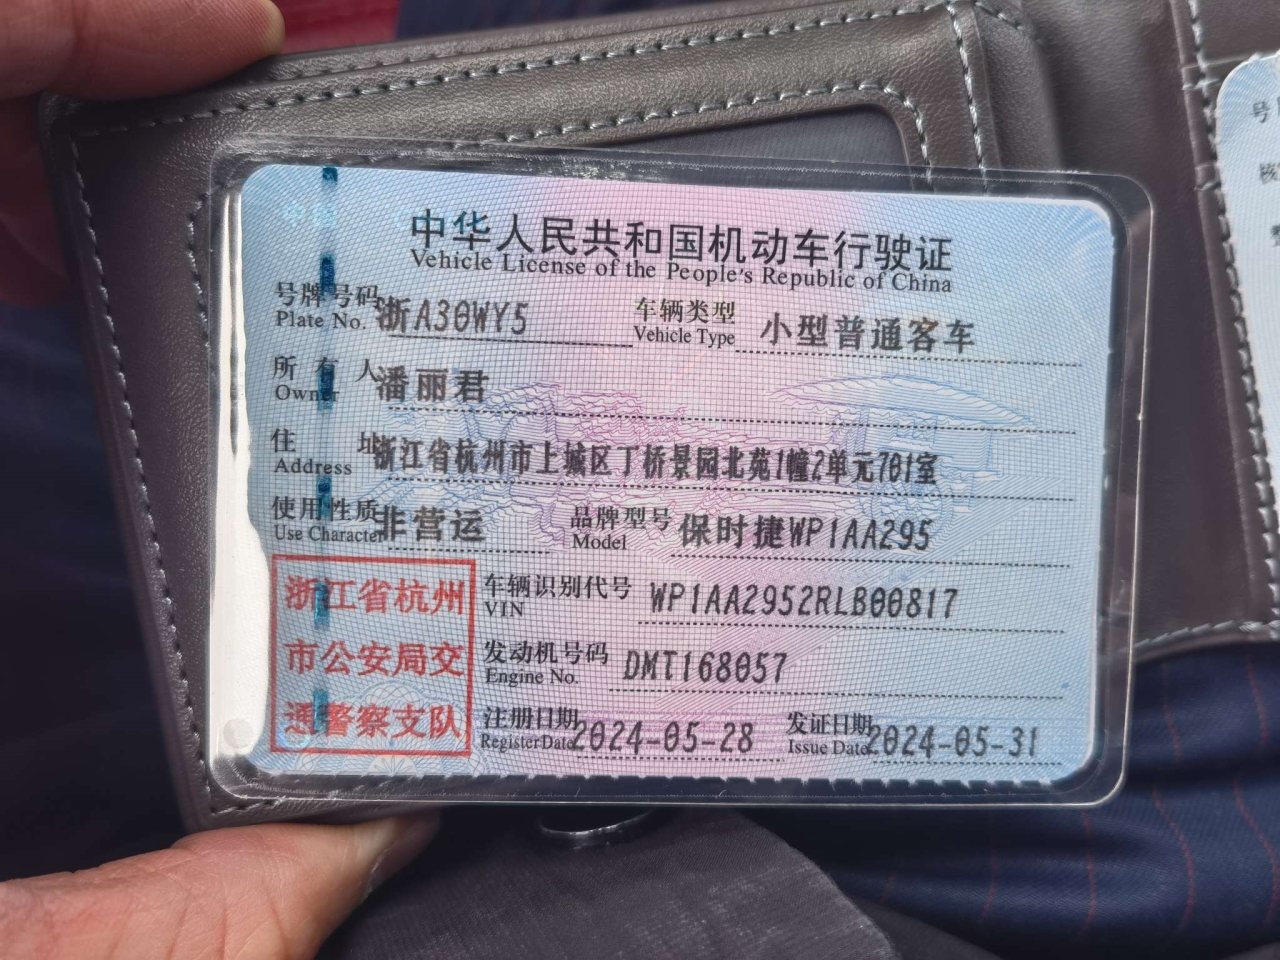 中华人民共和国机动车行驶证
Vehicle License of the People's Republic of China
号牌号码 浙A30WY5 车辆类型 小型普通客车
Plate No. Vehicle Type
所有人 潘丽君
Owner
住址 浙江省杭州市上城区丁桥景园北苑1幢2单元701室
Address
使用性质 非营运 品牌型号 保时捷WP1AA295
Use Character Model
浙江省杭州
市公安局交
通警察支队
车辆识别代号 WP1AA2952RLB00817
VIN
发动机号码 DMT168057
Engine No.
注册日期 2024-05-28 发证日期 2024-05-31
Register Date Issue Date
号
核